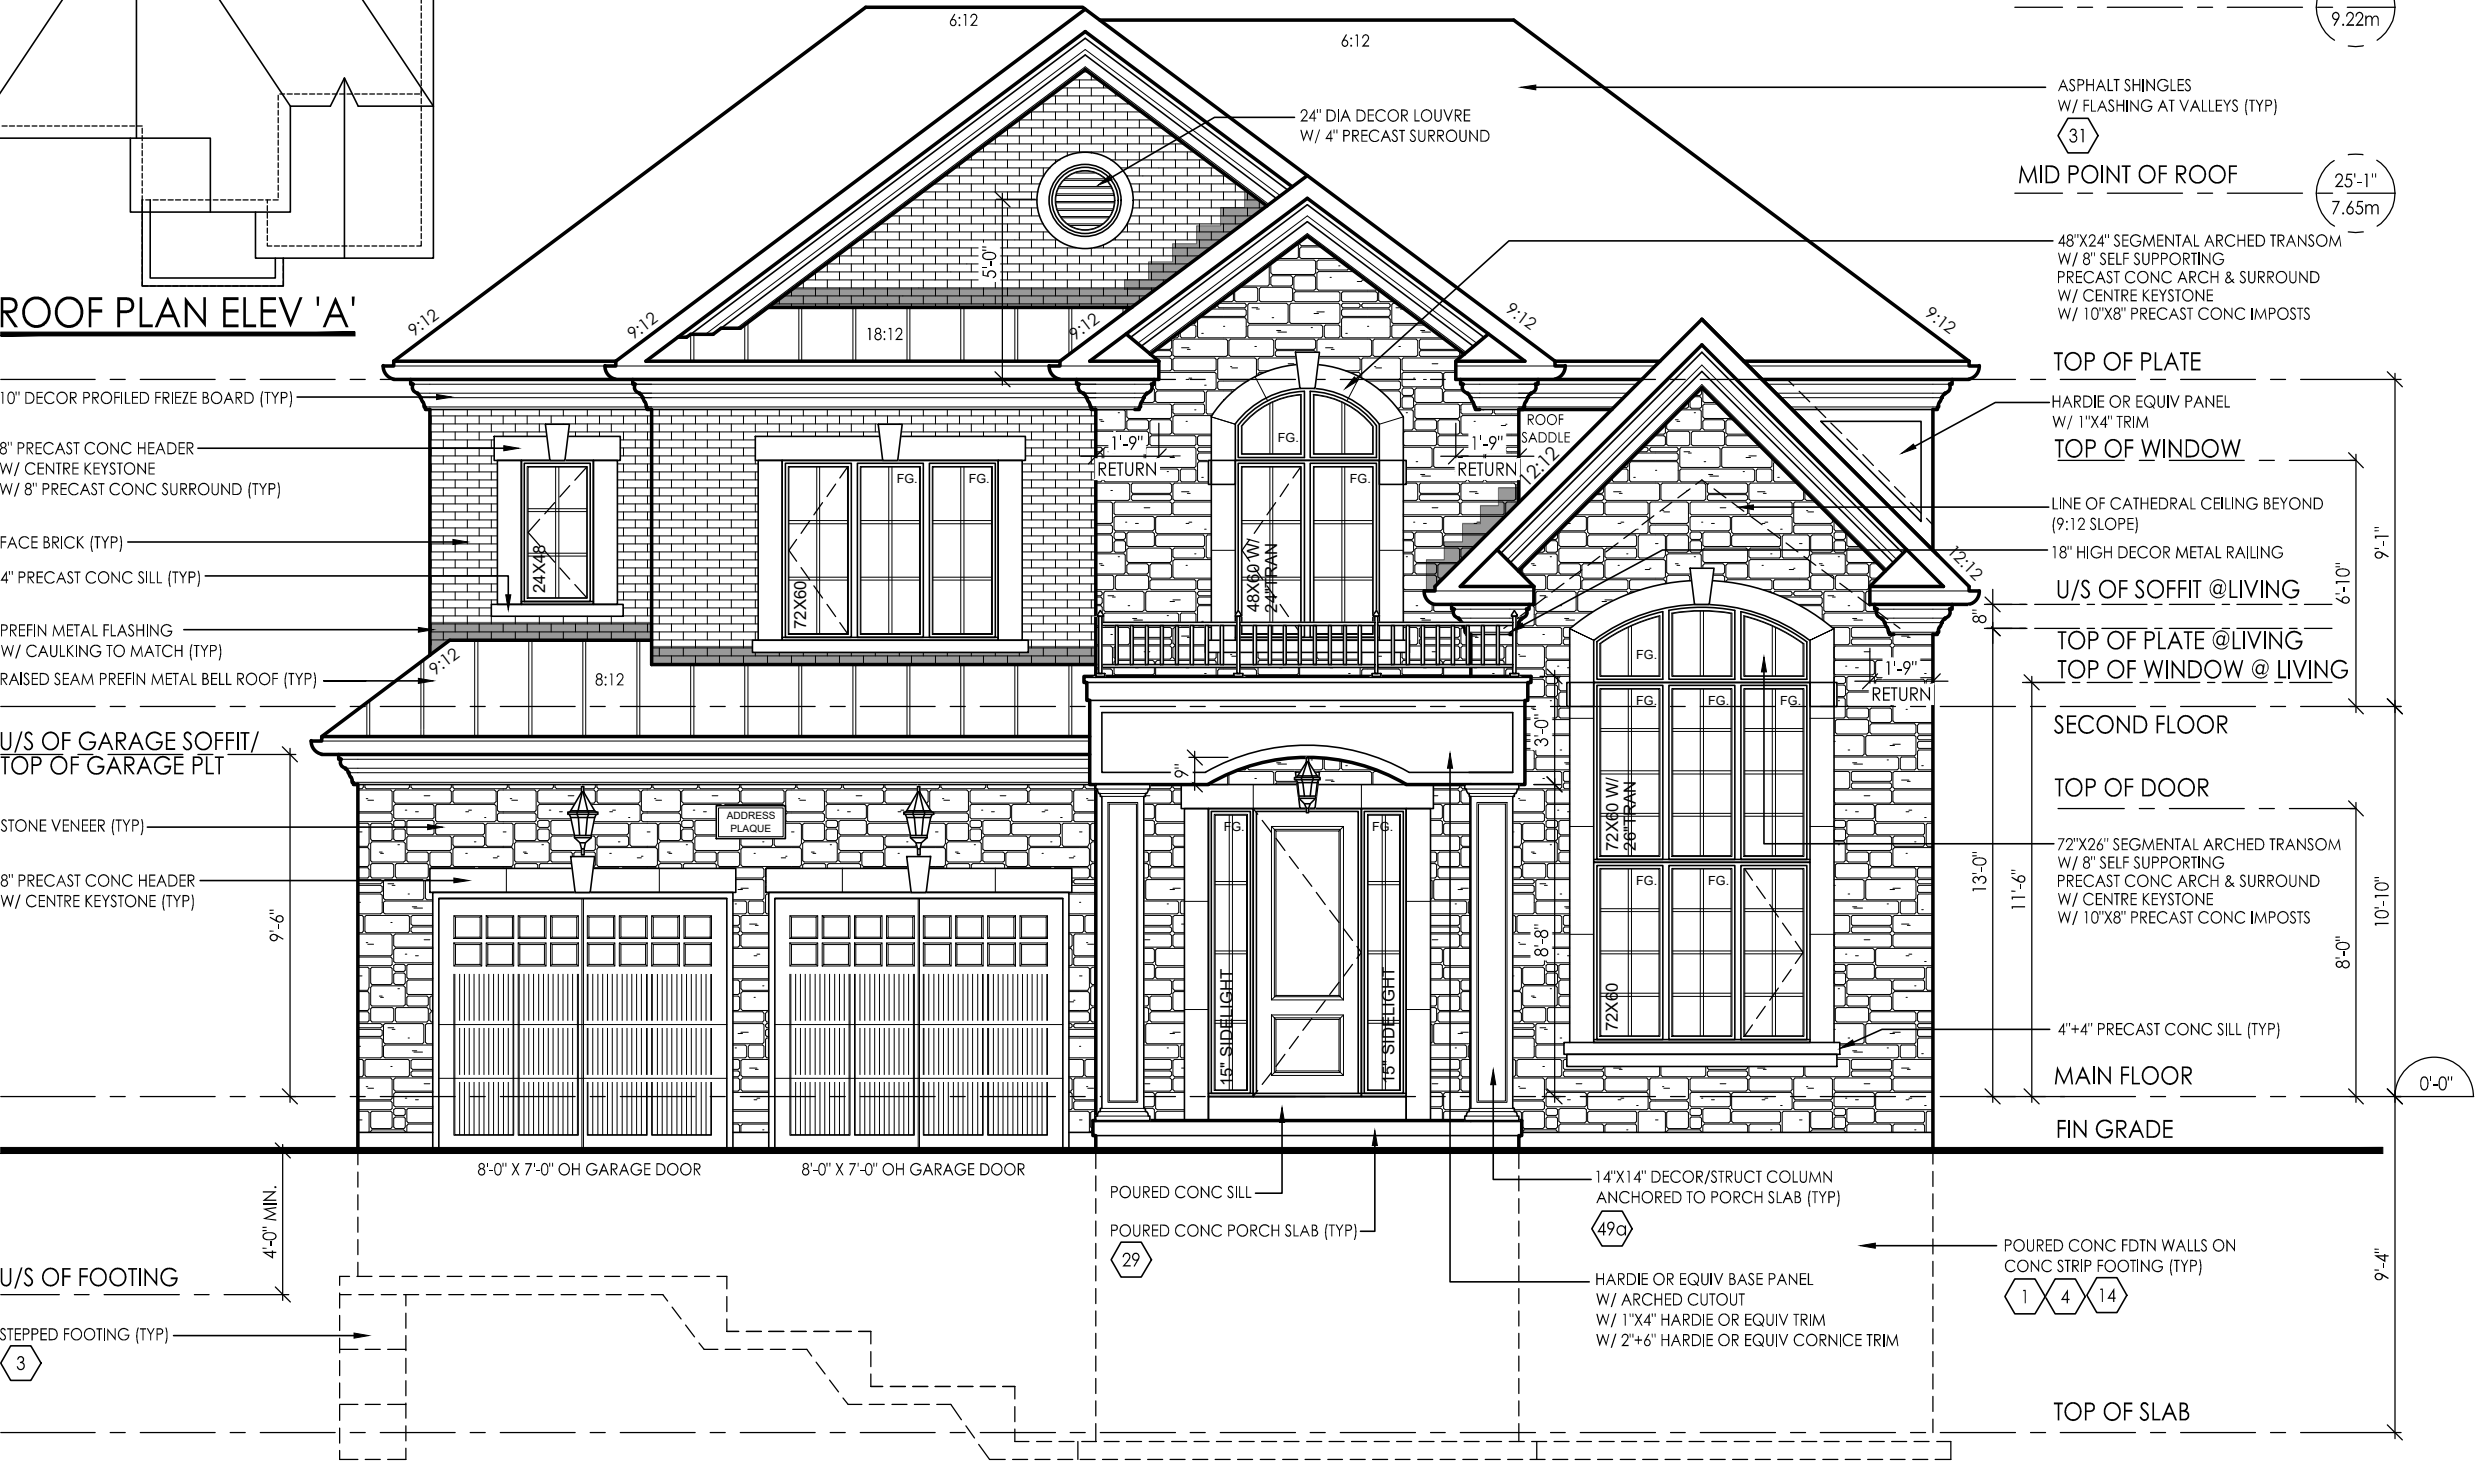 9.22m
6:12
6:12
ASPHALT SHINGLES
W/ FLASHING AT VALLEYS (TYP)
31
24" DIA DECOR LOUVRE
W/ 4" PRECAST SURROUND
MID POINT OF ROOF
25'-1"
7.65m
48"X24" SEGMENTAL ARCHED TRANSOM
W/ 8" SELF SUPPORTING
PRECAST CONC ARCH & SURROUND
W/ CENTRE KEYSTONE
W/ 10"X8" PRECAST CONC IMPOSTS
5'-0"
ROOF PLAN ELEV 'A'
9:12
9:12
18:12
9:12
9:12
9:12
TOP OF PLATE
10" DECOR PROFILED FRIEZE BOARD (TYP)
HARDIE OR EQUIV PANEL
W/ 1"X4" TRIM
TOP OF WINDOW
8" PRECAST CONC HEADER
W/ CENTRE KEYSTONE
W/ 8" PRECAST CONC SURROUND (TYP)
ROOF
SADDLE
12:12
1'-9"
RETURN
1'-9"
RETURN
FG.
FG.
FG.
FG.
LINE OF CATHEDRAL CEILING BEYOND
(9:12 SLOPE)
18" HIGH DECOR METAL RAILING
9'-1"
6'-10"
FACE BRICK (TYP)
4" PRECAST CONC SILL (TYP)
24X48
72X60
48X60 W/
24"TRAN
12:12
U/S OF SOFFIT @LIVING
8"
PREFIN METAL FLASHING
W/ CAULKING TO MATCH (TYP)
TOP OF PLATE @LIVING
TOP OF WINDOW @ LIVING
RAISED SEAM PREFIN METAL BELL ROOF (TYP)
9:12
8:12
FG.
1'-9"
RETURN
FG.
FG.
FG.
SECOND FLOOR
U/S OF GARAGE SOFFIT/
TOP OF GARAGE PLT
9"
3'-0"
TOP OF DOOR
STONE VENEER (TYP)
ADDRESS
PLAQUE
FG.
FG.
72X60 W/
26"TRAN
72"X26" SEGMENTAL ARCHED TRANSOM
W/ 8" SELF SUPPORTING
PRECAST CONC ARCH & SURROUND
W/ CENTRE KEYSTONE
W/ 10"X8" PRECAST CONC IMPOSTS
8" PRECAST CONC HEADER
W/ CENTRE KEYSTONE (TYP)
FG.
FG.
9'-6"
8'-8"
13'-0"
11'-6"
8'-0"
10'-10"
15" SIDELIGHT
15" SIDELIGHT
72X60
4"+4" PRECAST CONC SILL (TYP)
MAIN FLOOR
0'-0"
FIN GRADE
8'-0" X 7'-0" OH GARAGE DOOR
8'-0" X 7'-0" OH GARAGE DOOR
4'-0" MIN.
POURED CONC SILL
14"X14" DECOR/STRUCT COLUMN
ANCHORED TO PORCH SLAB (TYP)
49a
POURED CONC PORCH SLAB (TYP)
29
POURED CONC FDTN WALLS ON
CONC STRIP FOOTING (TYP)
1
4
14
9'-4"
U/S OF FOOTING
HARDIE OR EQUIV BASE PANEL
W/ ARCHED CUTOUT
W/ 1"X4" HARDIE OR EQUIV TRIM
W/ 2"+6" HARDIE OR EQUIV CORNICE TRIM
STEPPED FOOTING (TYP)
3
TOP OF SLAB